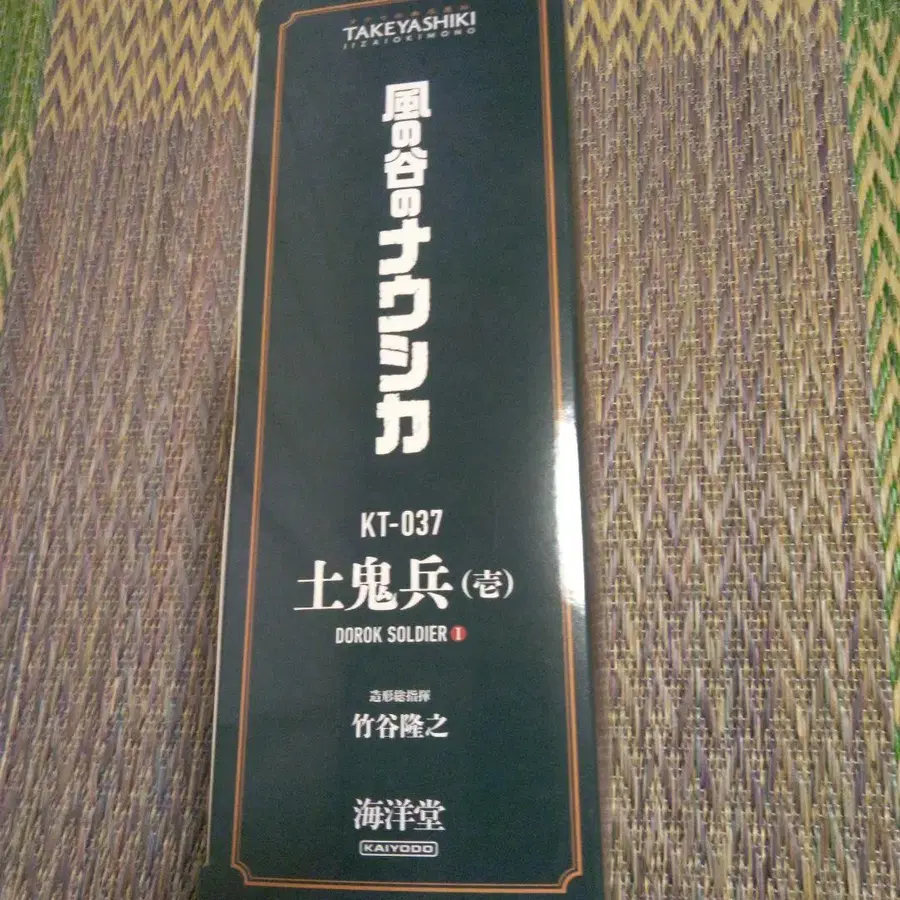 TAKEYASHIKI
JIZAIOKIMONO
風の谷のナウシカ
KT-037
土鬼兵(壱)
DOROK SOLDIER I
造形総指揮
竹谷隆之
海洋堂
KAIYODO